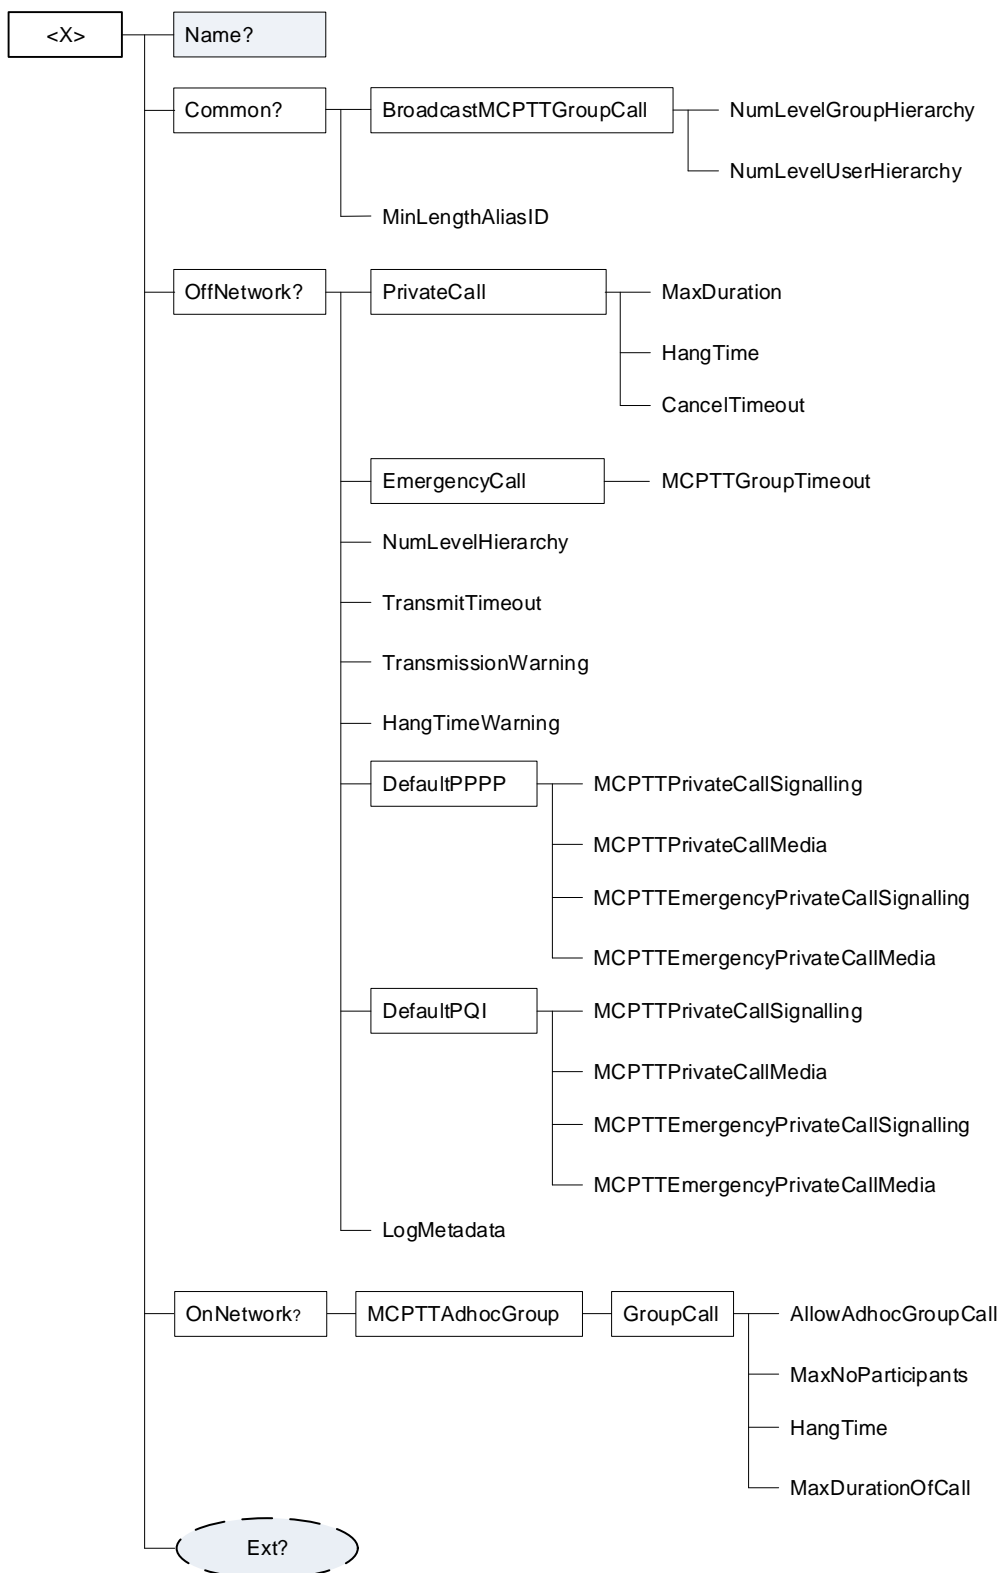 <X>
Name?
Common?
BroadcastMCPTTGroupCall
NumLevelGroupHierarchy
NumLevelUserHierarchy
MinLengthAliasID
OffNetwork?
PrivateCall
MaxDuration
HangTime
CancelTimeout
EmergencyCall
MCPTTGroupTimeout
NumLevelHierarchy
TransmitTimeout
TransmissionWarning
HangTimeWarning
DefaultPPPP
MCPTTPrivateCallSignalling
MCPTTPrivateCallMedia
MCPTTEmergencyPrivateCallSignalling
MCPTTEmergencyPrivateCallMedia
DefaultPQI
MCPTTPrivateCallSignalling
MCPTTPrivateCallMedia
MCPTTEmergencyPrivateCallSignalling
MCPTTEmergencyPrivateCallMedia
LogMetadata
OnNetwork?
MCPTTAdhocGroup
GroupCall
AllowAdhocGroupCall
MaxNoParticipants
HangTime
MaxDurationOfCall
Ext?